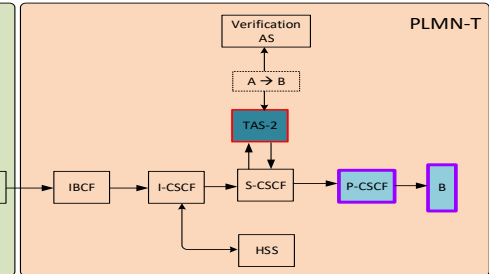 PLMN-T
Verification
AS
A → B
TAS-2
IBCF
I-CSCF
S-CSCF
P-CSCF
B
HSS